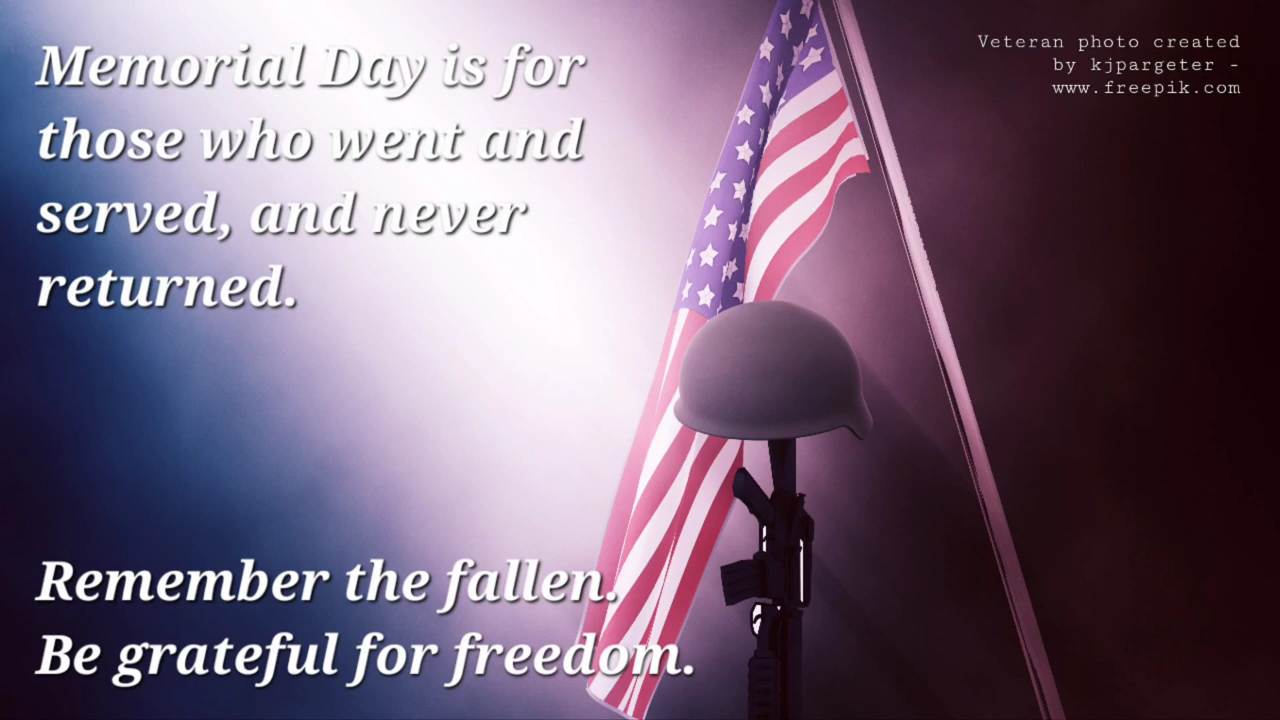 Memorial Day is for
those who went and
served, and never
returned.
Veteran photo created
by kjpargeter -
www.freepik.com
Remember the fallen.
Be grateful for freedom.